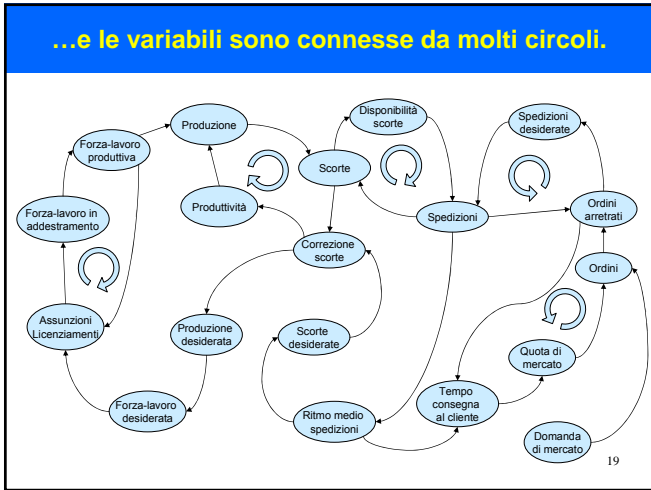 …e le variabili sono connesse da molti circoli.
Disponibilità
scorte
Spedizioni
desiderate
Produzione
Forza-lavoro
produttiva
Scorte
Forza-lavoro in
addestramento
Produttività
Spedizioni
Ordini
arretrati
Correzione
scorte
Ordini
Assunzioni
Licenziamenti
Produzione
desiderata
Scorte
desiderate
Quota di
mercato
Forza-lavoro
desiderata
Ritmo medio
spedizioni
Tempo
consegna
al cliente
Domanda
di mercato
19